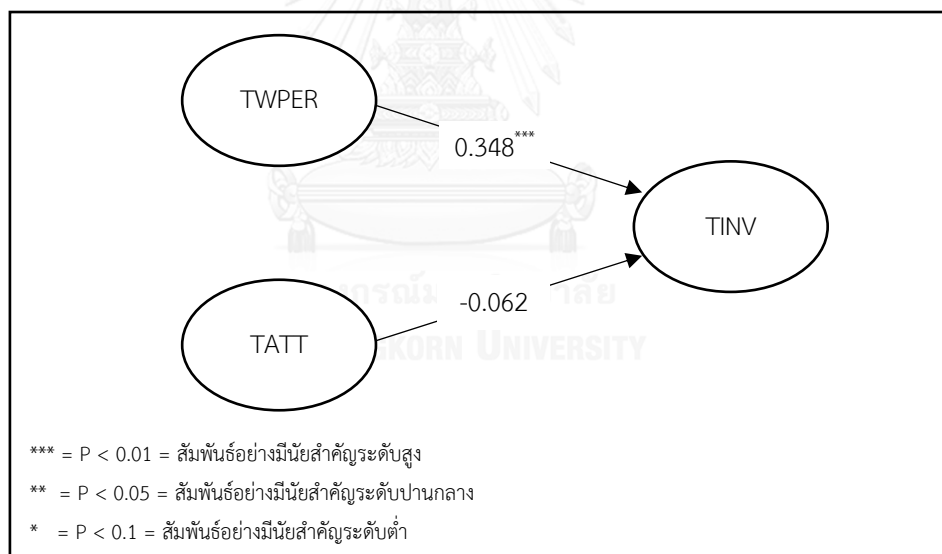 TWPER
0.348***
TINV
-0.062
TATT
UNIVERSITY
*** = P < 0.01 = สัมพันธ์อย่างมีนัยสำคัญระดับสูง
** = P < 0.05 = สัมพันธ์อย่างมีนัยสำคัญระดับปานกลาง
* = P < 0.1 = สัมพันธ์อย่างมีนัยสำคัญระดับต่ำ